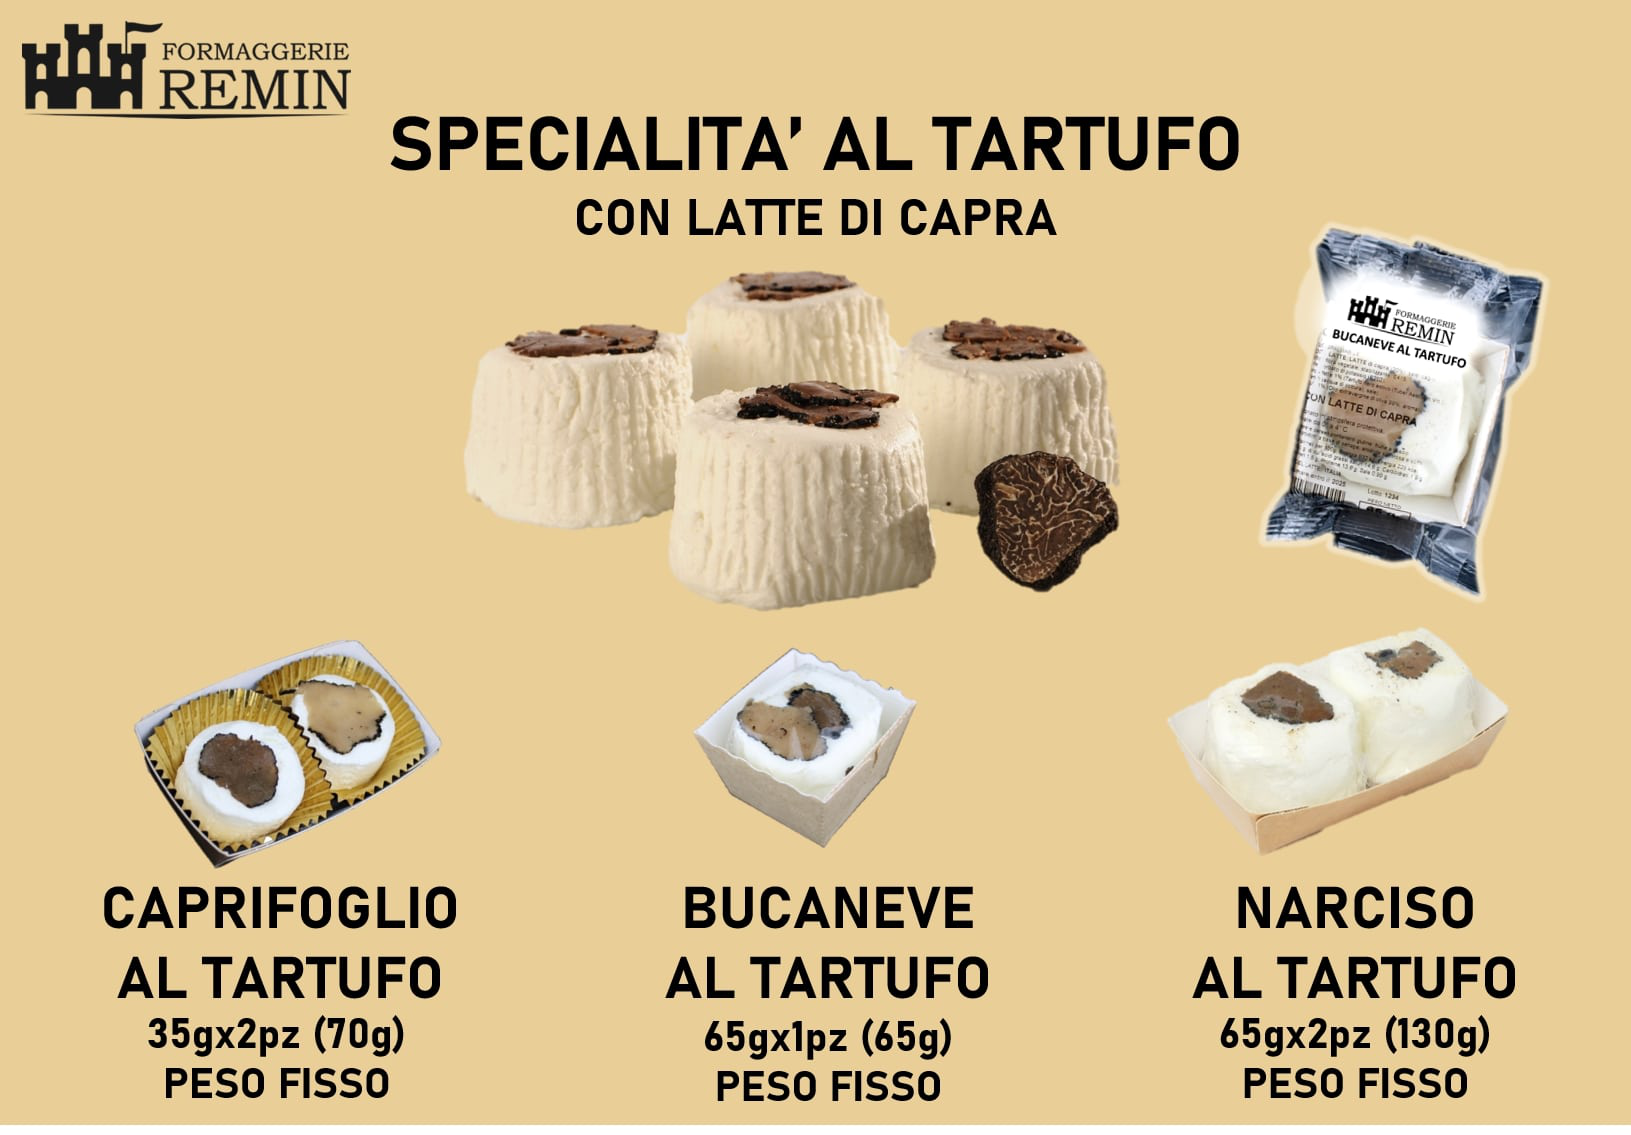 FORMAGGERIE
REMIN
SPECIALITA’ AL TARTUFO
CON LATTE DI CAPRA
FORMAGGERIE
REMIN
BUCANEVE AL TARTUFO
CON LATTE DI CAPRA
Lotto 1234
CAPRIFOGLIO
AL TARTUFO
35gx2pz (70g)
PESO FISSO
BUCANEVE
AL TARTUFO
65gx1pz (65g)
PESO FISSO
NARCISO
AL TARTUFO
65gx2pz (130g)
PESO FISSO